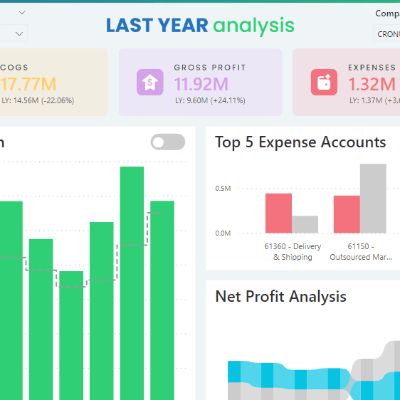 LAST YEAR analysis
Comp
CRON
COGS
17.77M
LY: 14.56M (-22.06%)
GROSS PROFIT
11.92M
LY: 9.60M (+24.11%)
EXPENSES
1.32M
LY: 1.37M (+3.
Top 5 Expense Accounts
0.5M
0.0M
61360 - Delivery
& Shipping
61150 -
Outsourced Mar...
Net Profit Analysis